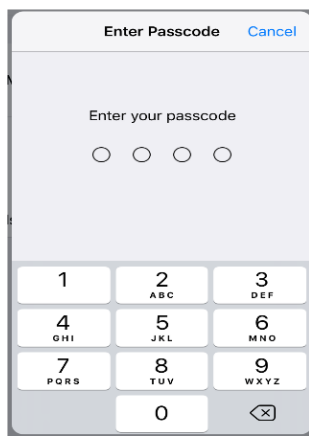 Enter Passcode Cancel
Enter your passcode
1 2 3
ABC DEF
4 5 6
GHI JKL MNO
7 8 9
PQRS TUV WXYZ
0